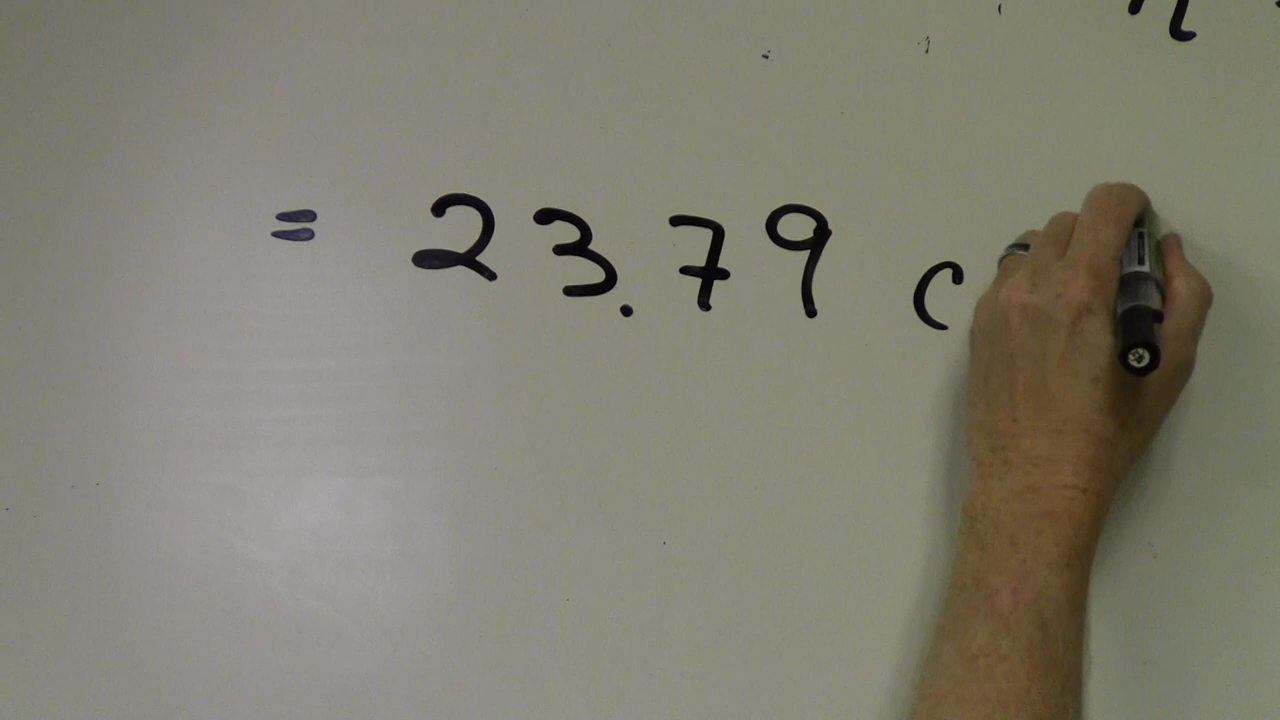 = 23.79 c